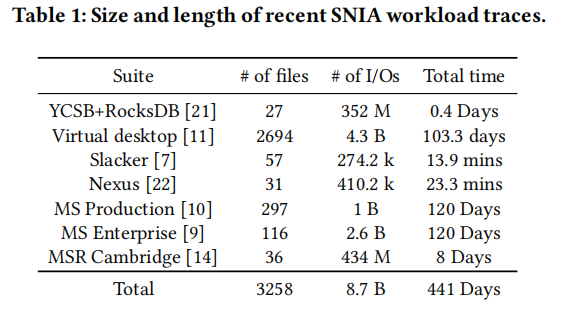 Table 1: Size and length of recent SNIA workload traces.
Suite # of files # of I/Os Total time
YCSB+RocksDB [21] 27 352 M 0.4 Days
Virtual desktop [11] 2694 4.3 B 103.3 days
Slacker [7] 57 274.2 k 13.9 mins
Nexus [22] 31 410.2 k 23.3 mins
MS Production [10] 297 1 B 120 Days
MS Enterprise [9] 116 2.6 B 120 Days
MSR Cambridge [14] 36 434 M 8 Days
Total 3258 8.7 B 441 Days